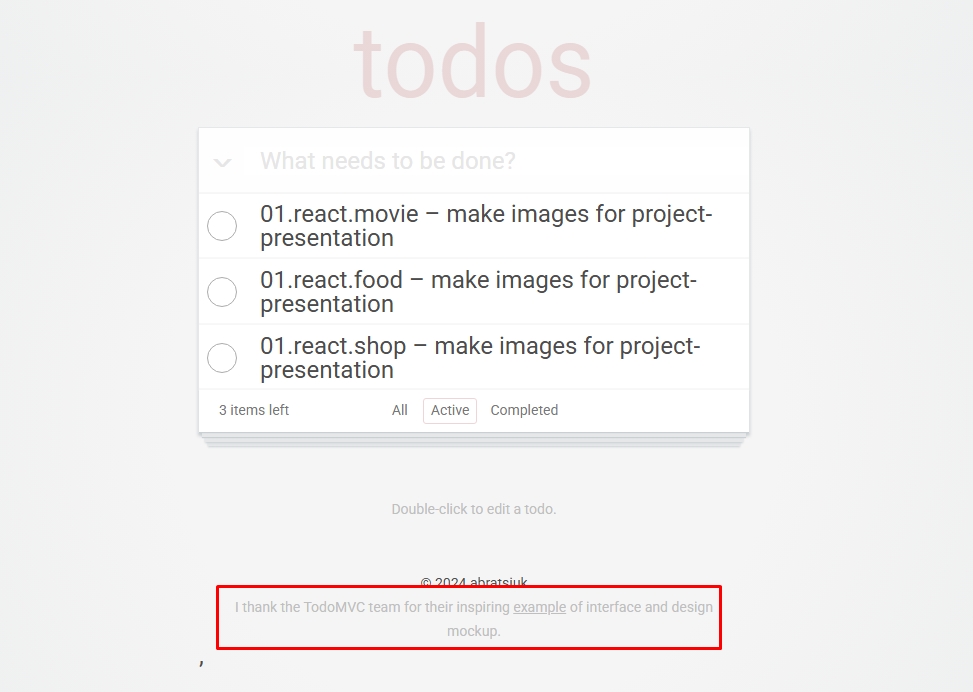 todos
What needs to be done?
01.react.movie – make images for project-
presentation
01.react.food – make images for project-
presentation
01.react.shop – make images for project-
presentation
3 items left All Active Completed
Double-click to edit a todo.
© 2024 abratsiuk
I thank the TodoMVC team for their inspiring example of interface and design
mockup.
,